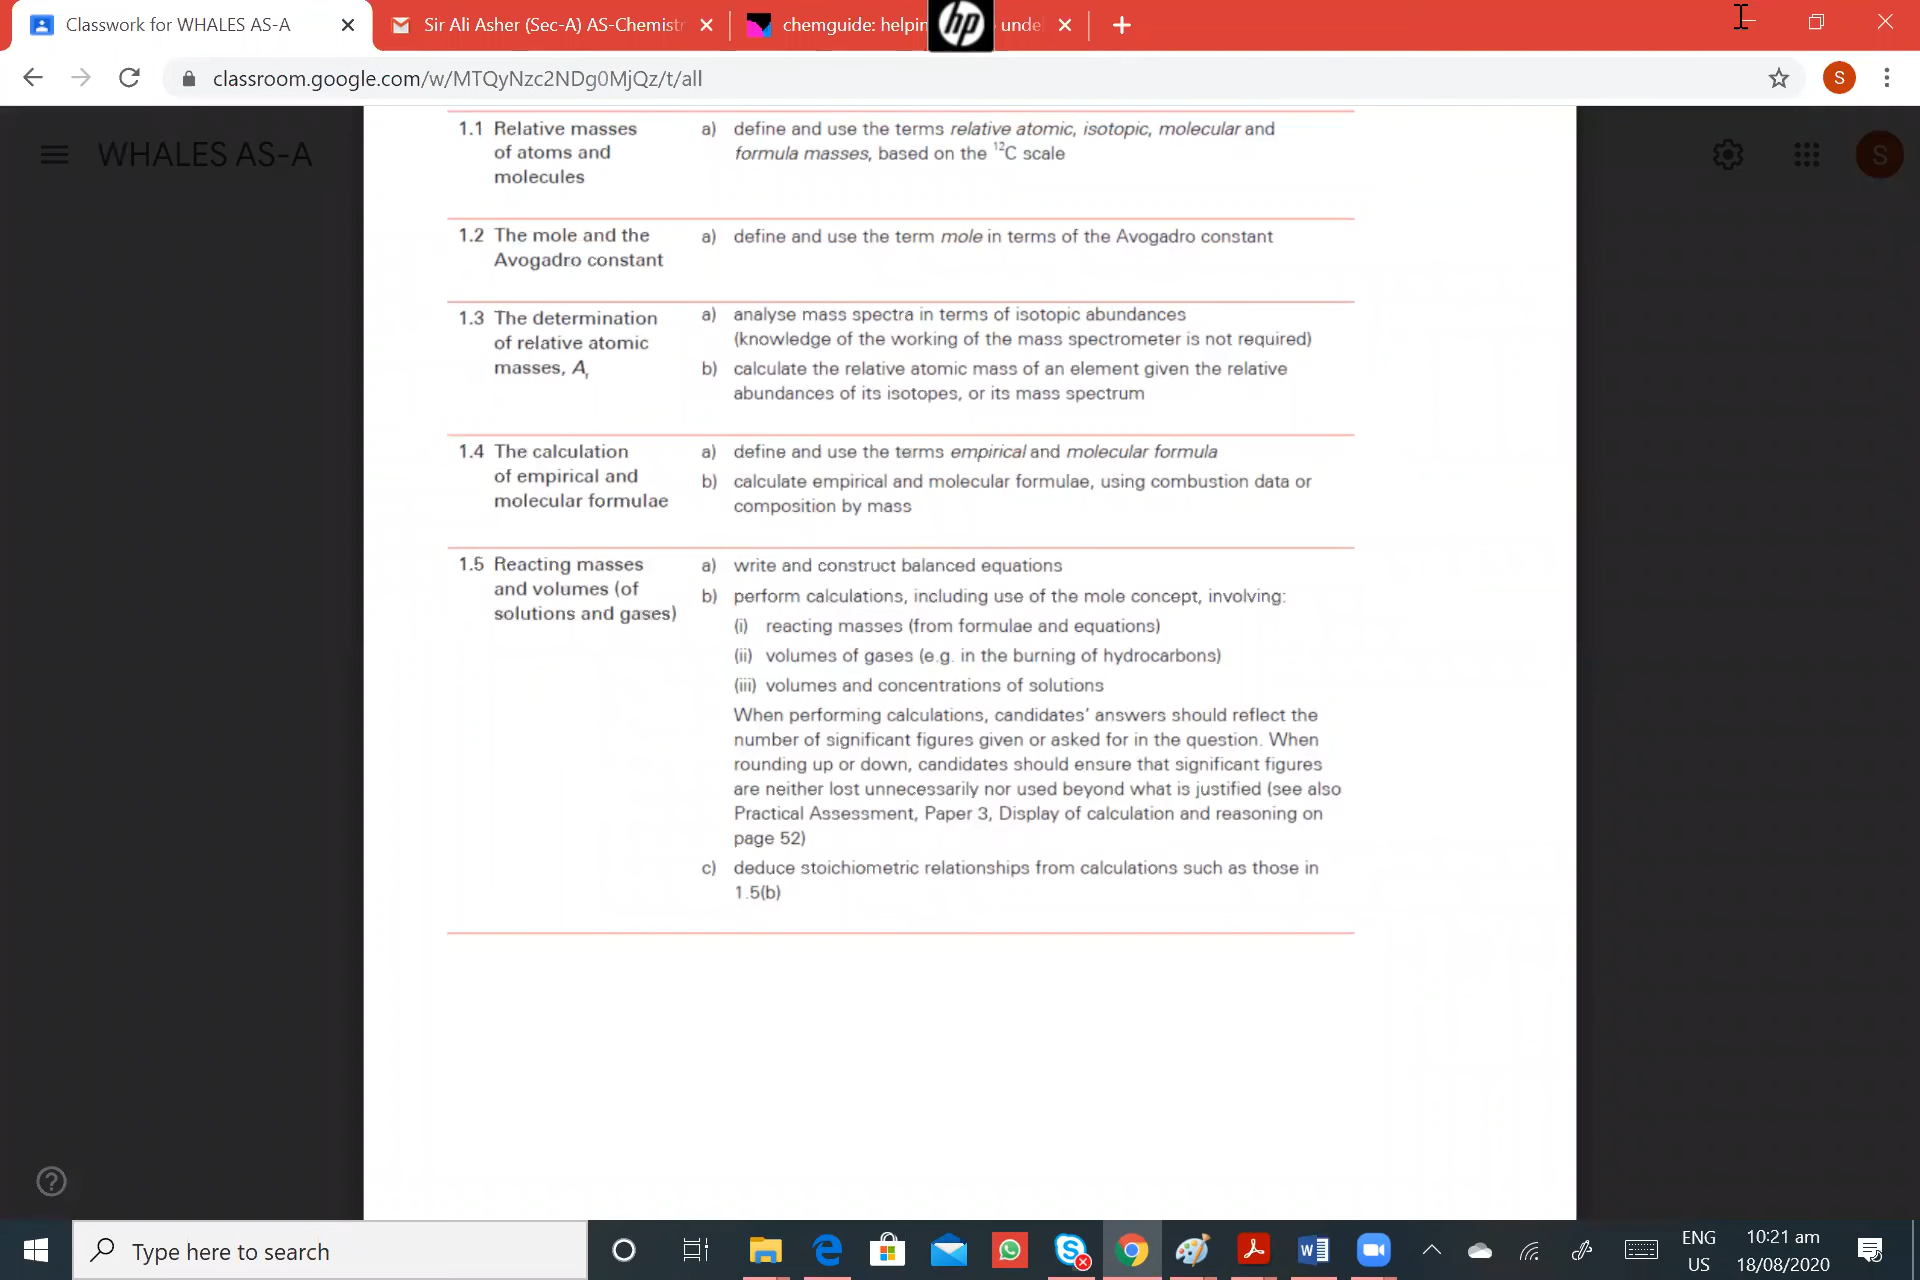 Classwork for WHALES AS-A
Sir Ali Asher (Sec-A) AS-Chemistr
chemguide: helpin
hp
unde
classroom.google.com/w/MTQyNzc2NDg0MjQz/t/all
S
WHALES AS-A
S
1.1 Relative masses of atoms and molecules
a) define and use the terms relative atomic, isotopic, molecular and
formula masses, based on the ¹²C scale
1.2 The mole and the Avogadro constant
a) define and use the term mole in terms of the Avogadro constant
1.3 The determination of relative atomic masses, Aᵣ
a) analyse mass spectra in terms of isotopic abundances
(knowledge of the working of the mass spectrometer is not required)
b) calculate the relative atomic mass of an element given the relative
abundances of its isotopes, or its mass spectrum
1.4 The calculation of empirical and molecular formulae
a) define and use the terms empirical and molecular formula
b) calculate empirical and molecular formulae, using combustion data or
composition by mass
1.5 Reacting masses and volumes (of solutions and gases)
a) write and construct balanced equations
b) perform calculations, including use of the mole concept, involving:
(i) reacting masses (from formulae and equations)
(ii) volumes of gases (e.g. in the burning of hydrocarbons)
(iii) volumes and concentrations of solutions
When performing calculations, candidates' answers should reflect the
number of significant figures given or asked for in the question. When
rounding up or down, candidates should ensure that significant figures
are neither lost unnecessarily nor used beyond what is justified (see also
Practical Assessment, Paper 3, Display of calculation and reasoning on
page 52)
c) deduce stoichiometric relationships from calculations such as those in
1.5(b)
Type here to search
ENG
US
10:21 am
18/08/2020